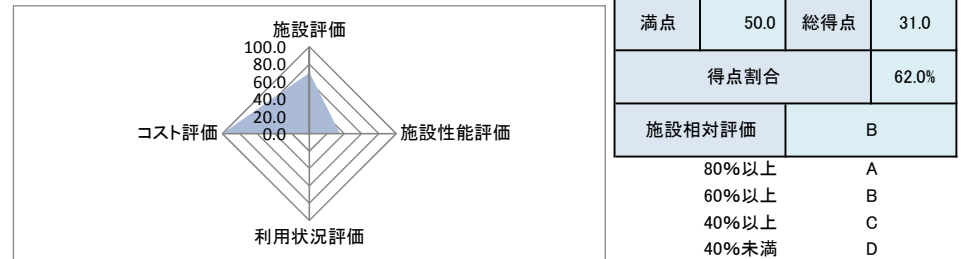 施設評価
100.0
80.0
60.0
40.0
20.0
0.0
コスト評価
施設性能評価
利用状況評価
満点 50.0 総得点 31.0
得点割合 62.0%
施設相対評価 B
80%以上 A
60%以上 B
40%以上 C
40%未満 D